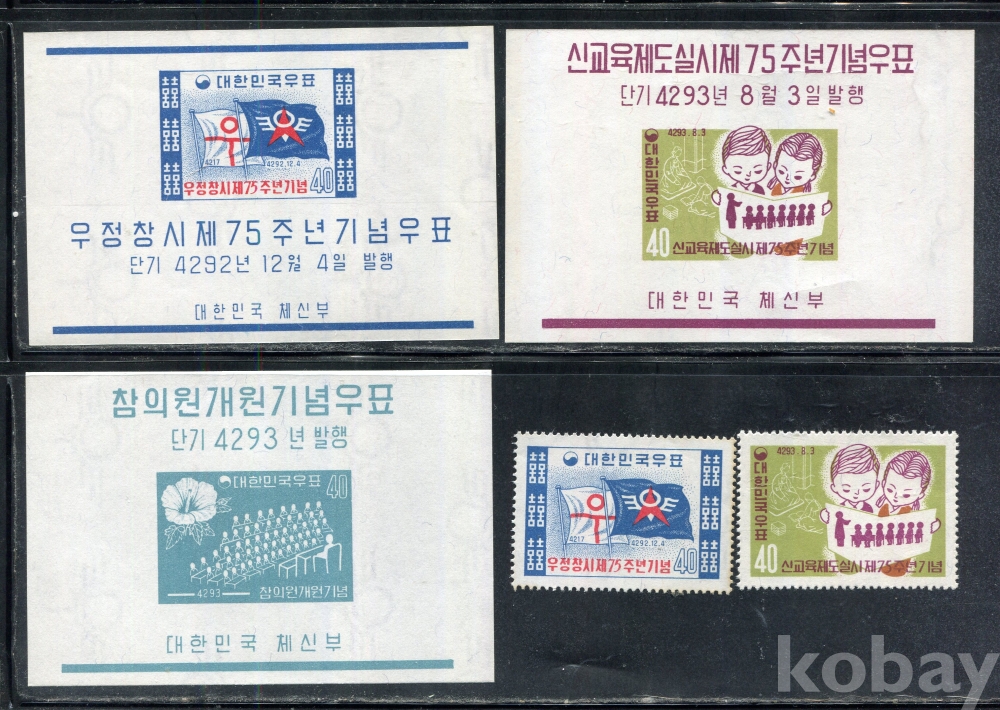 대한민국우표
우
4217
4292.12.4
우정창시제75주년기념 40
우정창시제75주년기념우표
단기 4292년 12월 4일 발행
대한민국 체신부
신교육제도실시제75주년기념우표
단기 4293년 8월 3일 발행
4293.8.3
대한민국우표
40
신교육제도실시제75주년기념
대한민국 체신부
참의원개원기념우표
단기 4293 년 발행
대한민국우표 40
4293
참의원개원기념
대한민국 체신부
대한민국우표
우
4217
4292.12.4
우정창시제75주년기념 40
4293.8.3
대한민국우표
40
신교육제도실시제75주년기념
kobay